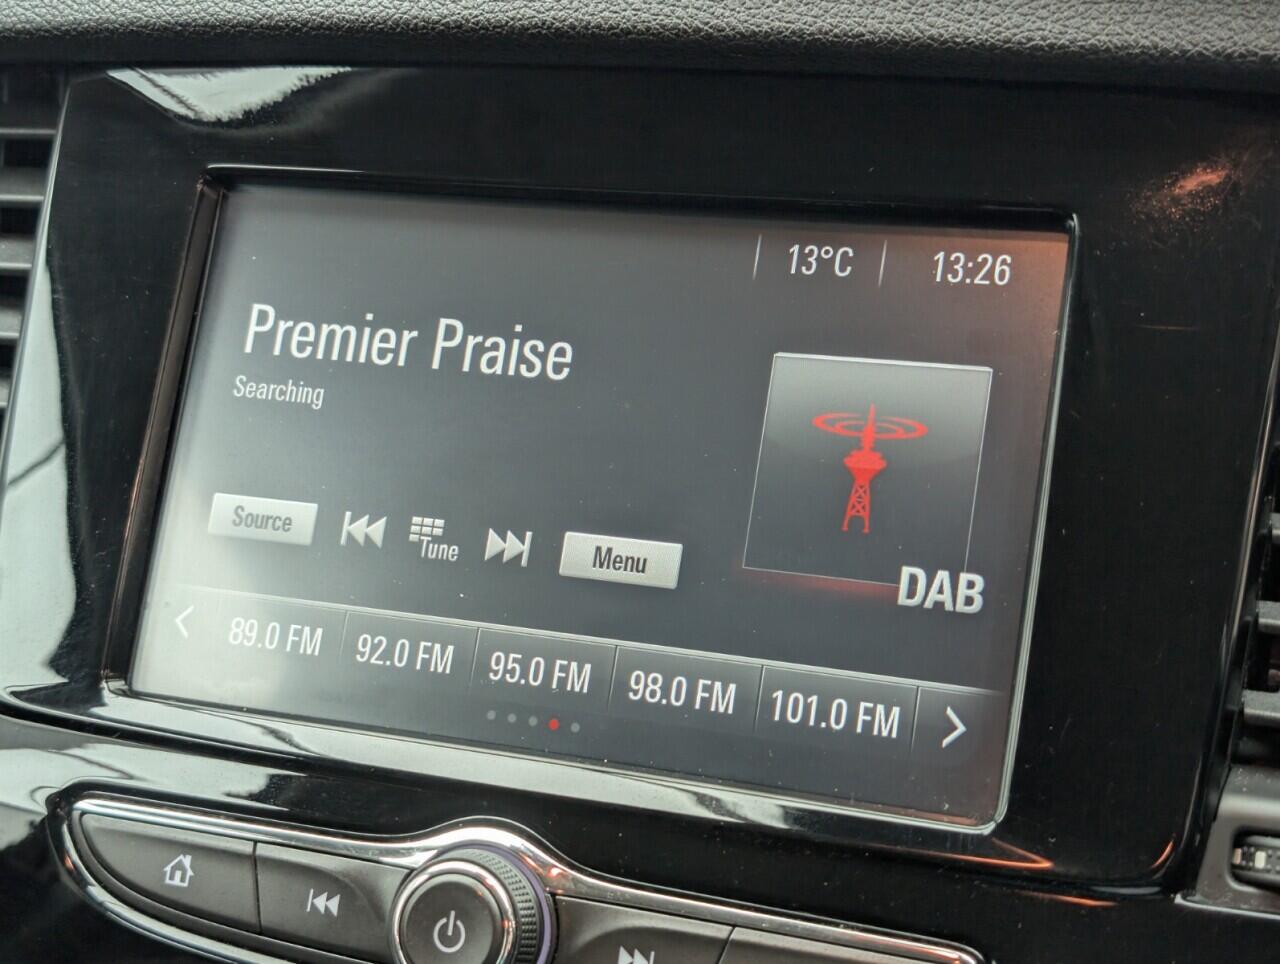 13°C
13:26
Premier Praise
Searching
Source
Tune
Menu
DAB
89.0 FM
92.0 FM
95.0 FM
98.0 FM
101.0 FM